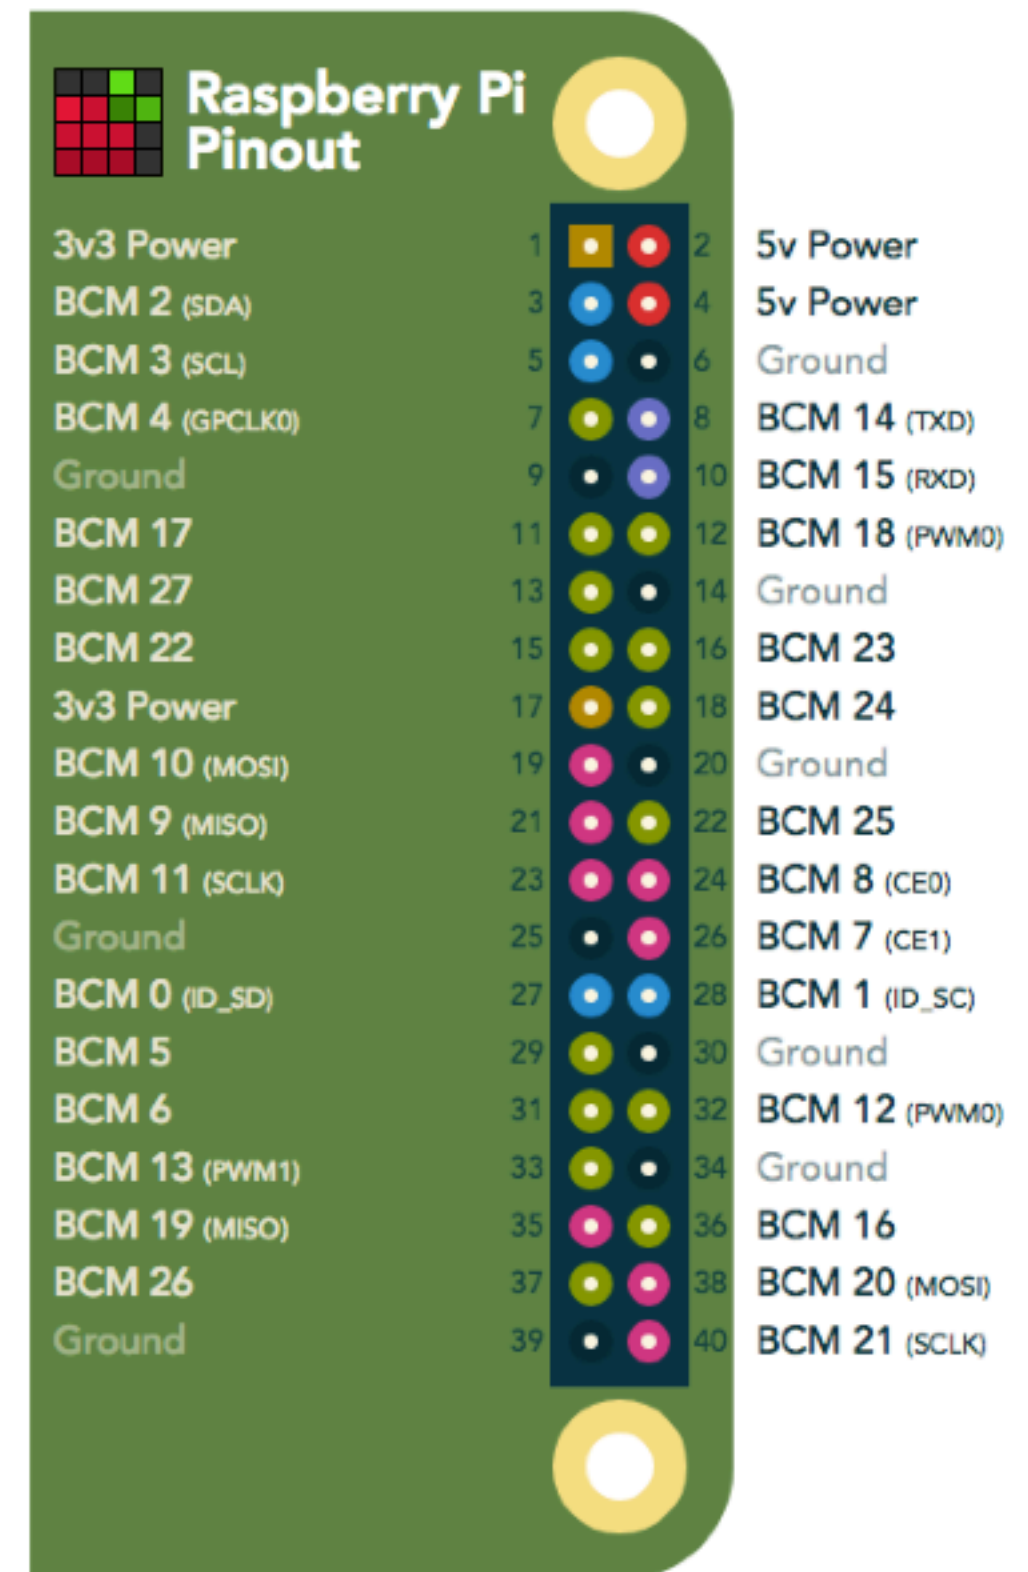 Raspberry Pi
Pinout
3v3 Power 1 2 5v Power
BCM 2 (SDA) 3 4 5v Power
BCM 3 (SCL) 5 6 Ground
BCM 4 (GPCLK0) 7 8 BCM 14 (TXD)
Ground 9 10 BCM 15 (RXD)
BCM 17 11 12 BCM 18 (PWM0)
BCM 27 13 14 Ground
BCM 22 15 16 BCM 23
3v3 Power 17 18 BCM 24
BCM 10 (MOSI) 19 20 Ground
BCM 9 (MISO) 21 22 BCM 25
BCM 11 (SCLK) 23 24 BCM 8 (CE0)
Ground 25 26 BCM 7 (CE1)
BCM 0 (ID_SD) 27 28 BCM 1 (ID_SC)
BCM 5 29 30 Ground
BCM 6 31 32 BCM 12 (PWM0)
BCM 13 (PWM1) 33 34 Ground
BCM 19 (MISO) 35 36 BCM 16
BCM 26 37 38 BCM 20 (MOSI)
Ground 39 40 BCM 21 (SCLK)